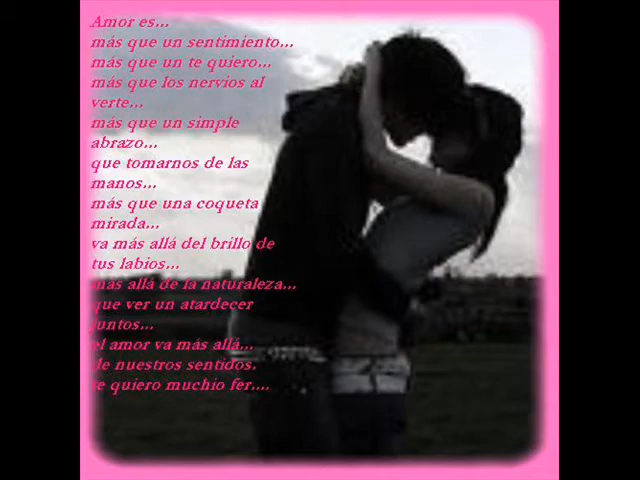 Amor es...
más que un sentimiento...
más que un te quiero...
más que los nervios al
verte...
más que un simple
abrazo...
que tomarnos de las
manos...
más que una coqueta
mirada...
va más allá del brillo de
tus labios...
más allá de la naturaleza...
que ver un atardecer
juntos...
el amor va más allá...
de nuestros sentidos.
te quiero muchio fer....